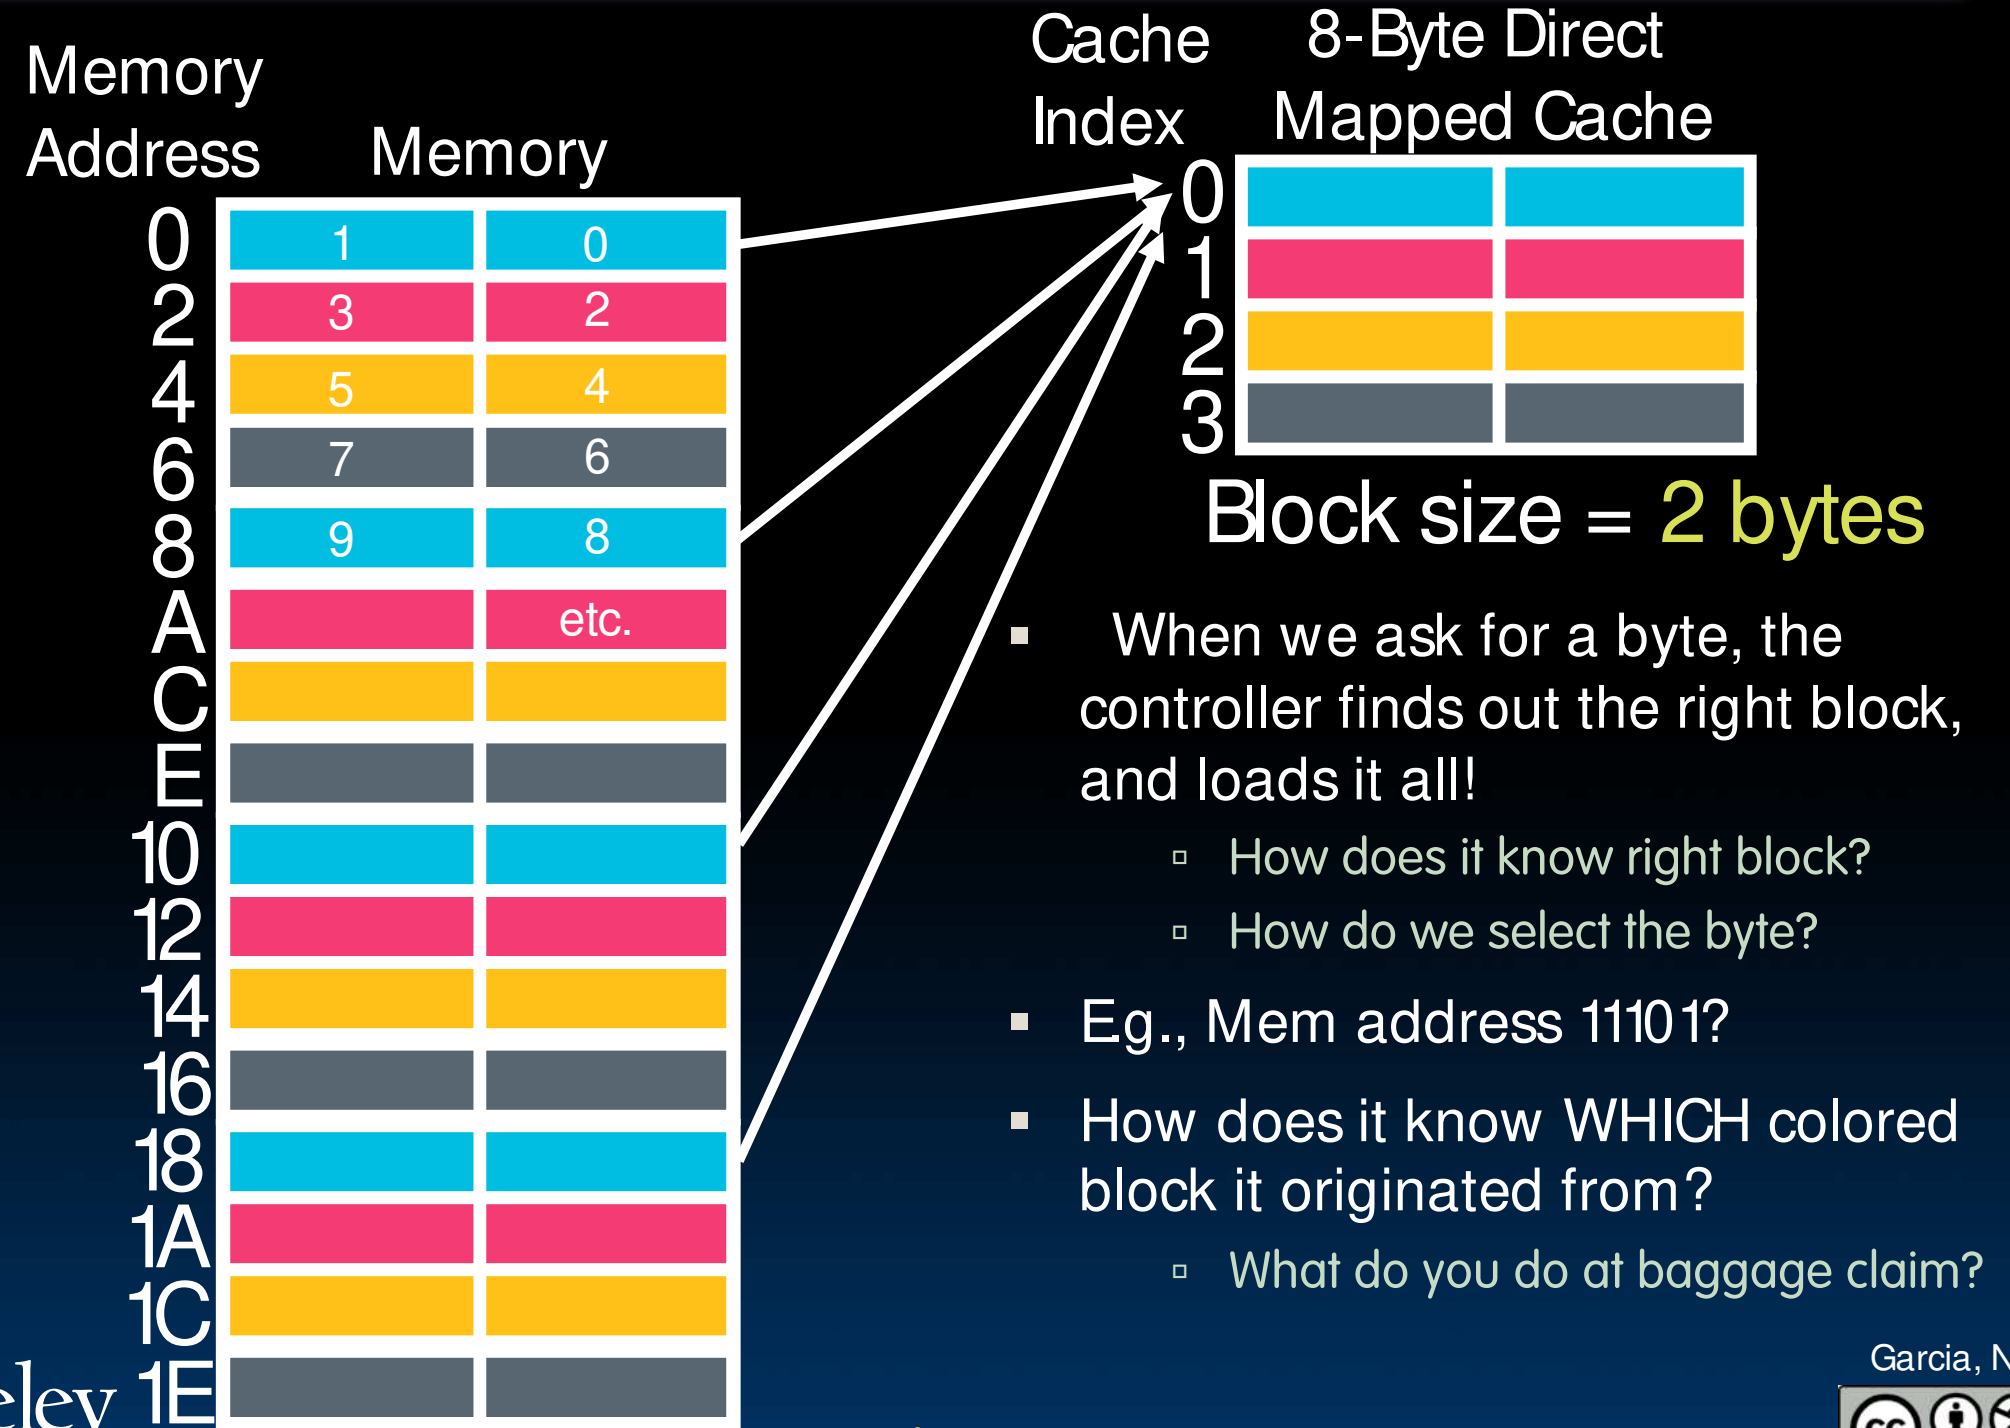 Memory
Address
Memory
0
1 0
2
3 2
4
5 4
6
7 6
8
9 8
A
etc.
C
E
10
12
14
16
18
1A
1C
1E
Cache
Index
8-Byte Direct
Mapped Cache
0
1
2
3
Block size = 2 bytes
When we ask for a byte, the
controller finds out the right block,
and loads it all!
How does it know right block?
How do we select the byte?
E.g., Mem address 11101?
How does it know WHICH colored
block it originated from?
What do you do at baggage claim?
Garcia, N
eley
cc